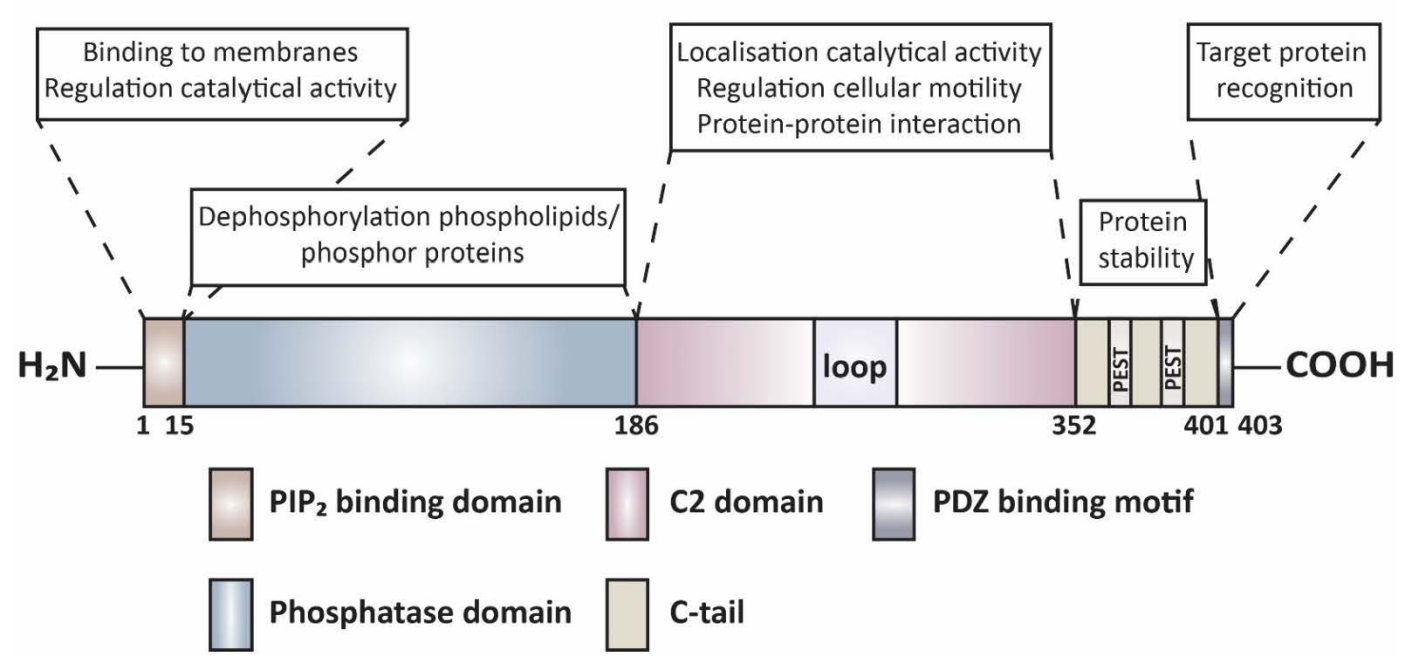 Binding to membranes
Regulation catalytical activity
Localisation catalytical activity
Regulation cellular motility
Protein-protein interaction
Target protein
recognition
Dephosphorylation phospholipids/
phosphor proteins
Protein
stability
H₂N
loop
PEST
PEST
COOH
1 15 186 352 401 403
PIP₂ binding domain
C2 domain
PDZ binding motif
Phosphatase domain
C-tail